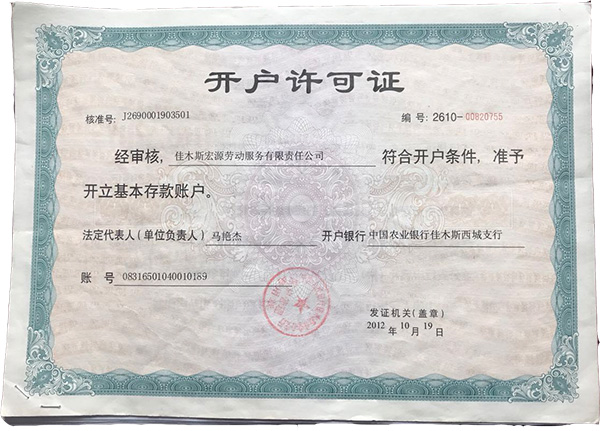 开户许可证
核准号: J2690001903501 编号: 2610-00820755
经审核, 佳木斯宏源劳动服务有限责任公司 符合开户条件, 准予
开立基本存款账户。
法定代表人(单位负责人) 马艳杰 开户银行 中国农业银行佳木斯西城支行
账 号 08316501040010189
发证机关(盖章)
2012 年 10 月 19 日